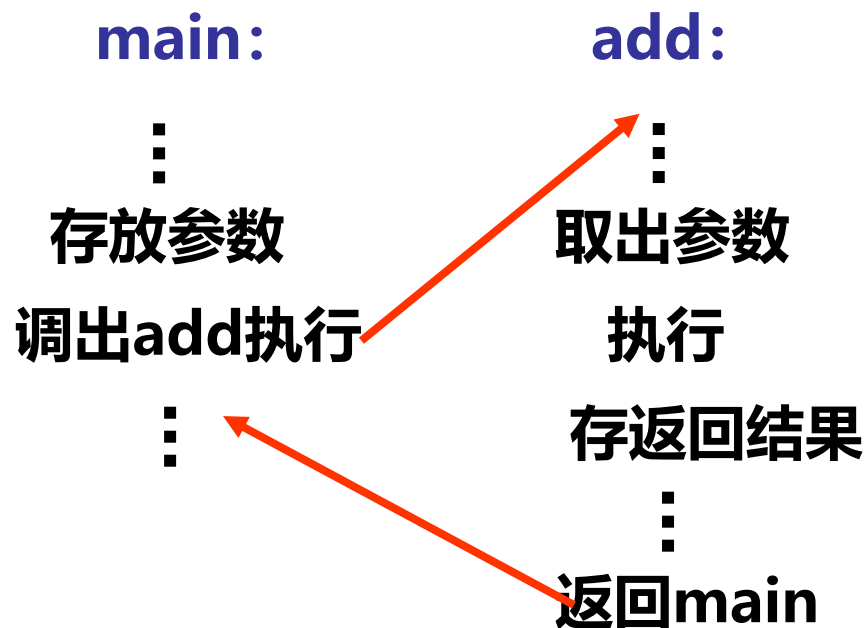 main：
⋮
存放参数
调出add执行
⋮
add：
⋮
取出参数
执行
存返回结果
⋮
返回main